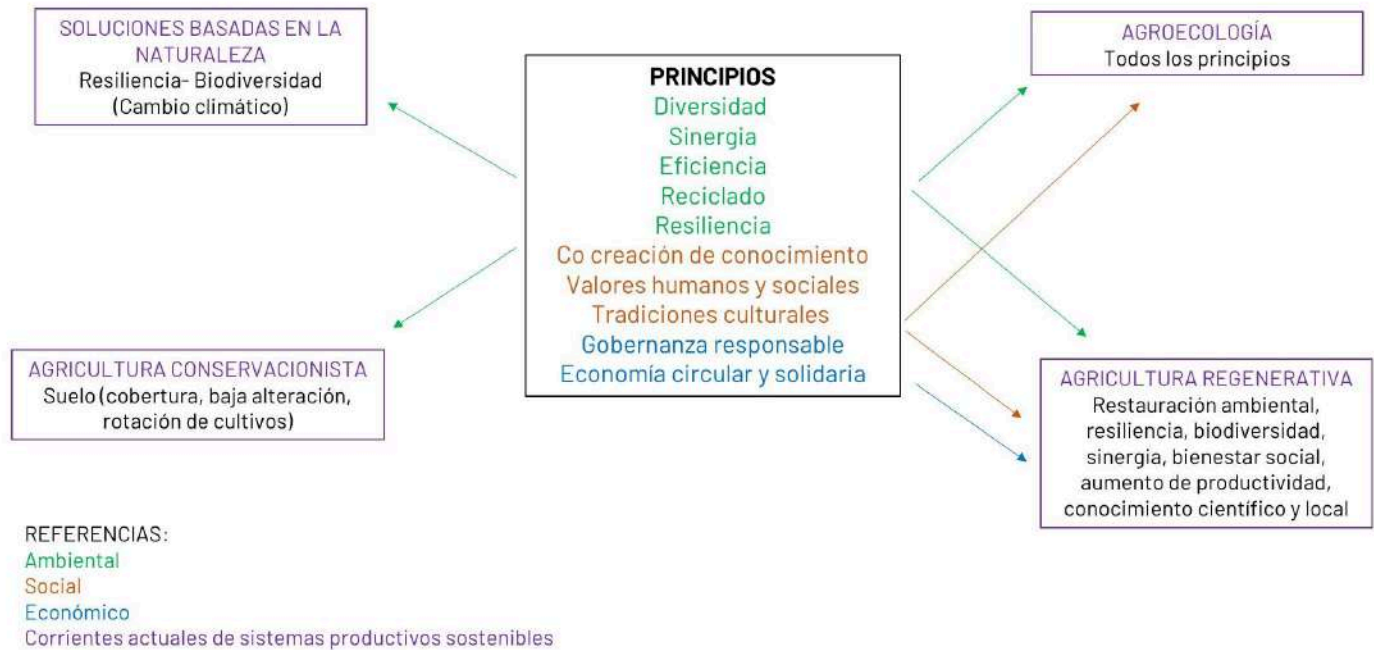 SOLUCIONES BASADAS EN LA
NATURALEZA
Resiliencia- Biodiversidad
(Cambio climático)
AGRICULTURA CONSERVACIONISTA
Suelo (cobertura, baja alteración,
rotación de cultivos)
PRINCIPIOS
Diversidad
Sinergia
Eficiencia
Reciclado
Resiliencia
Co creación de conocimiento
Valores humanos y sociales
Tradiciones culturales
Gobernanza responsable
Economía circular y solidaria
AGROECOLOGÍA
Todos los principios
AGRICULTURA REGENERATIVA
Restauración ambiental,
resiliencia, biodiversidad,
sinergia, bienestar social,
aumento de productividad,
conocimiento científico y local
REFERENCIAS:
Ambiental
Social
Económico
Corrientes actuales de sistemas productivos sostenibles